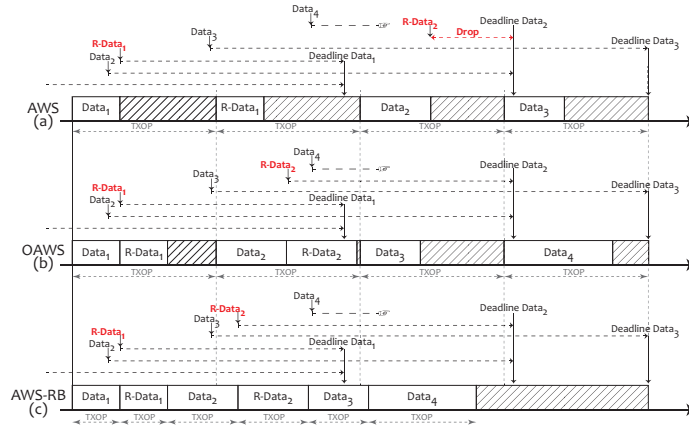 Data4
R-Data2
Deadline Data2
R-Data1
Data3
Drop
Data2
Deadline Data1
Deadline Data3
AWS
Data1
R-Data1
Data2
Data3
(a)
TXOP
TXOP
TXOP
TXOP
Data4
R-Data2
Deadline Data2
R-Data1
Data3
Data2
Deadline Data1
Deadline Data3
OAWS
Data1
R-Data1
Data2
R-Data2
Data3
Data4
(b)
TXOP
TXOP
TXOP
TXOP
Data4
R-Data2
Deadline Data2
R-Data1
Data3
Data2
Deadline Data1
Deadline Data3
AWS-RB
Data1
R-Data1
Data2
R-Data2
Data3
Data4
(c)
TXOP
TXOP
TXOP
TXOP
TXOP
TXOP